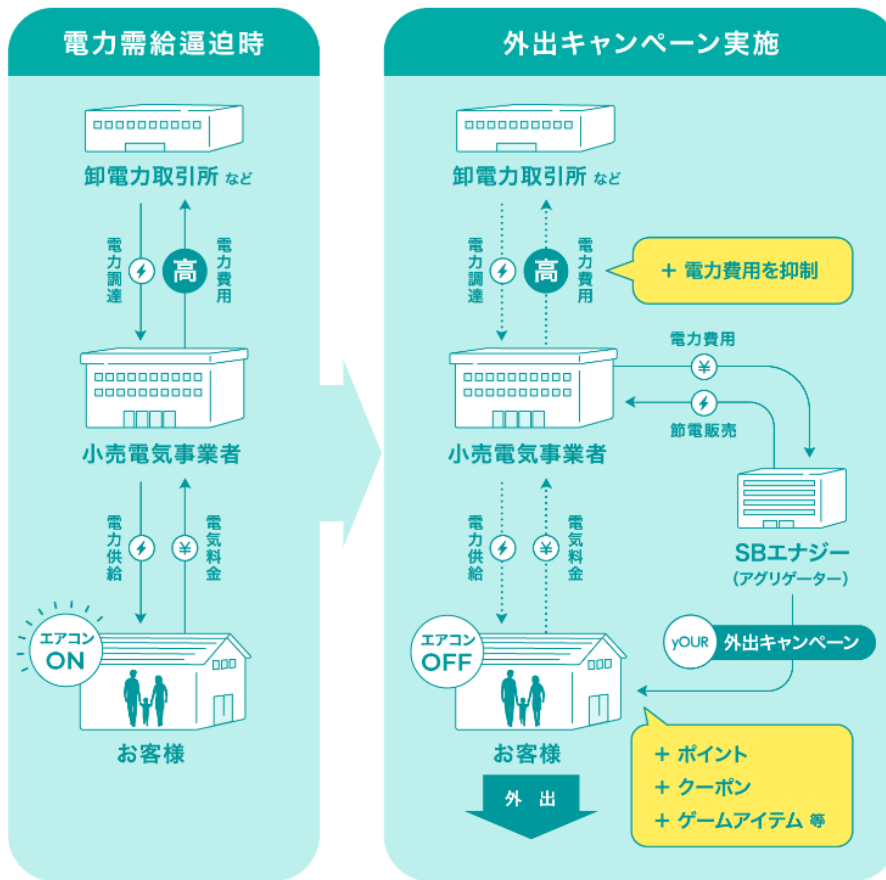 電力需給逼迫時
卸電力取引所 など
電力調達
高
電力費用
小売電気事業者
電力供給
¥
電気料金
エアコン
ON
お客様
外出キャンペーン実施
卸電力取引所 など
電力調達
高
電力費用
+ 電力費用を抑制
電力費用
¥
節電販売
小売電気事業者
SBエナジー
(アグリゲーター)
電力供給
¥
電気料金
yOUR 外出キャンペーン
エアコン
OFF
お客様
外出
+ ポイント
+ クーポン
+ ゲームアイテム 等